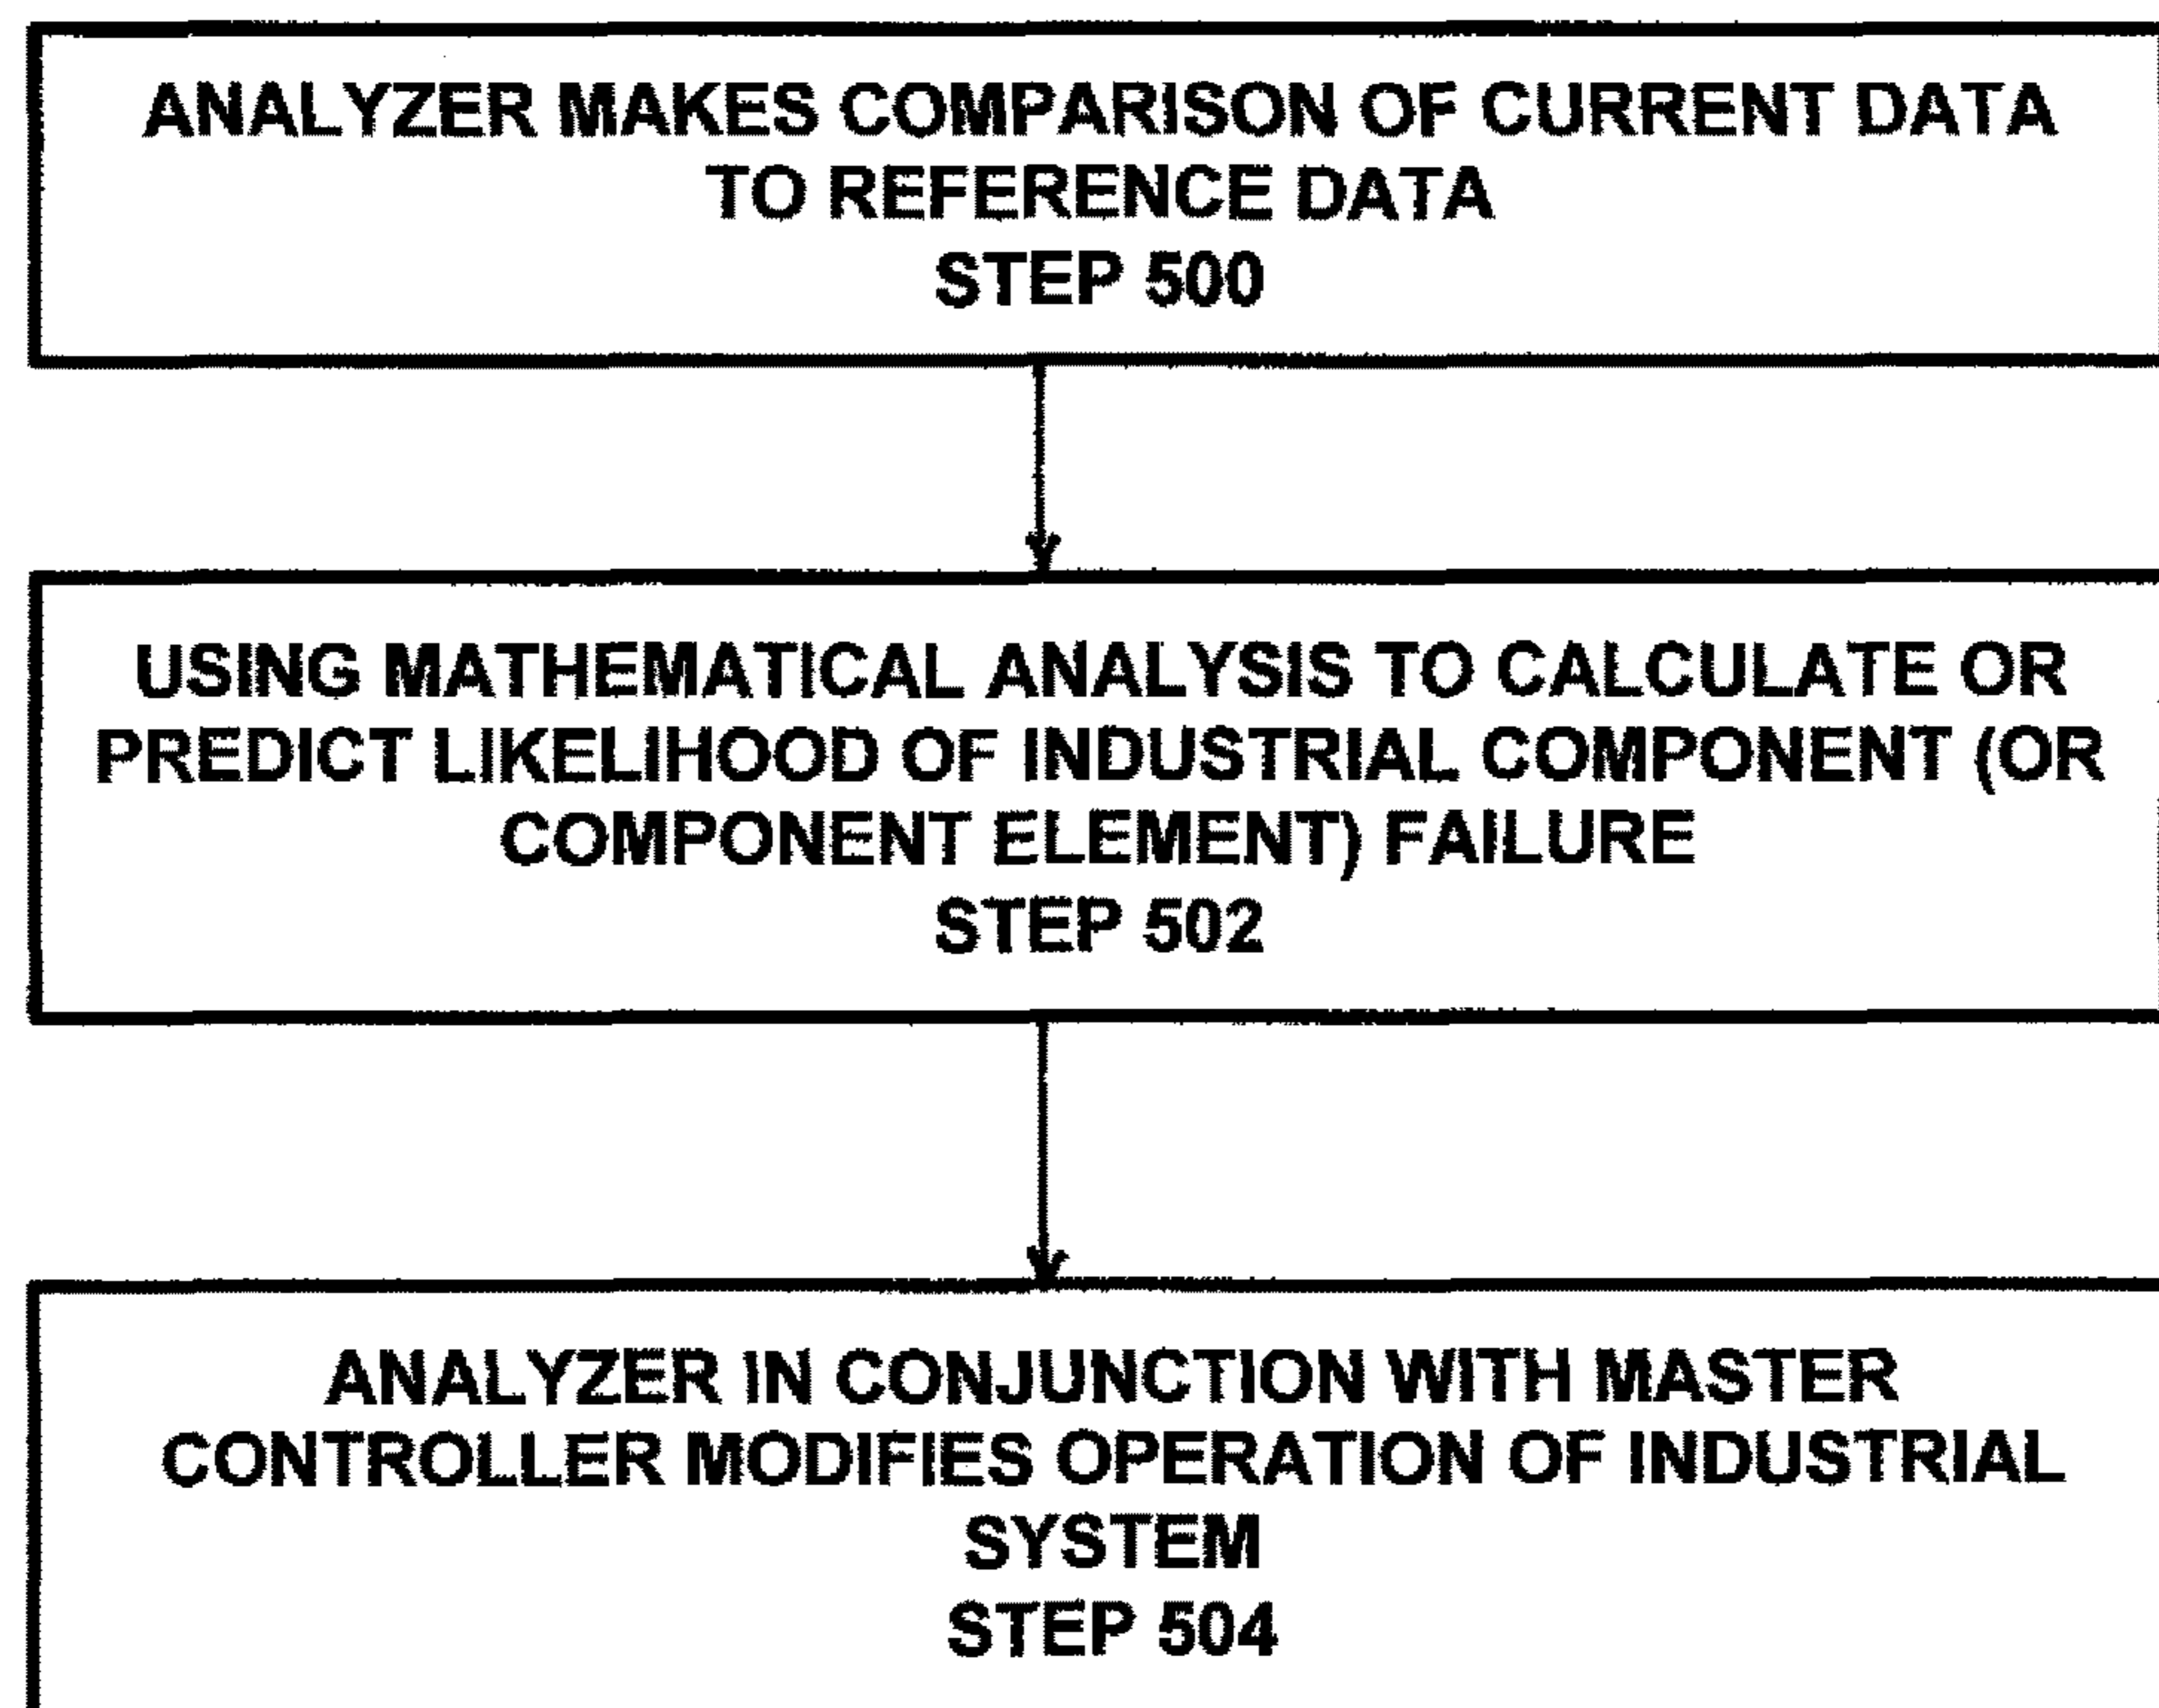 ANALYZER MAKES COMPARISON OF CURRENT DATA
TO REFERENCE DATA
STEP 500
USING MATHEMATICAL ANALYSIS TO CALCULATE OR
PREDICT LIKELIHOOD OF INDUSTRIAL COMPONENT (OR
COMPONENT ELEMENT) FAILURE
STEP 502
ANALYZER IN CONJUNCTION WITH MASTER
CONTROLLER MODIFIES OPERATION OF INDUSTRIAL
SYSTEM
STEP 504